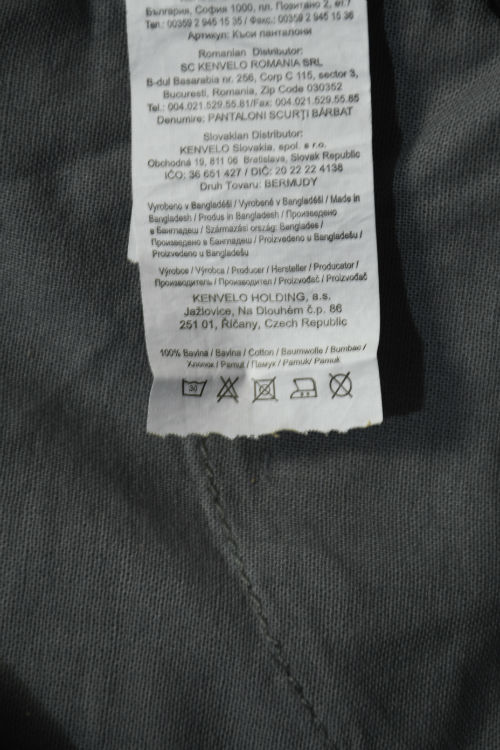 България, София 1000, пл. Позитано 2, ет.7
Тел.: 00359 2 945 15 35 / Факс.: 00359 2 945 15 36
Артикул: Къси панталони
Romanian Distributor:
SC KENVELO ROMANIA SRL
B-dul Basarabia nr. 256, Corp C 115, sector 3,
Bucuresti, Romania, Zip Code 030352
Tel.: 004.021.529.55.81/Fax: 004.021.529.55.85
Denumire: PANTALONI SCURŢI BĂRBAT
Slovakian Distributor:
KENVELO Slovakia, spol. s r.o.
Obchodná 19, 811 06 Bratislava, Slovak Republic
IČO: 36 651 427 / DIČ: 20 22 22 4138
Druh Tovaru: BERMUDY
Vyrobeno v Bangladéši / Vyrobené v Bangladéši / Made in
Bangladesh / Produs in Bangladesh / Произведено
в Бангладеш / Származási ország: Banglades /
Произведено в Бангладеш / Proizvedeno u Bangladešu /
Proizvedeno u Bangladešu
Výrobce / Výrobca / Producer / Hersteller / Producator /
Производитель / Производител / Proizvođač / Proizvođač
KENVELO HOLDING, a.s.
Jažlovice, Na Dlouhém č.p. 86
251 01, Říčany, Czech Republic
100% Bavlna / Bavlna / Cotton / Baumwolle / Bumbac /
Хлопок / Pamut / Памук / Pamuk/ Pamuk
30